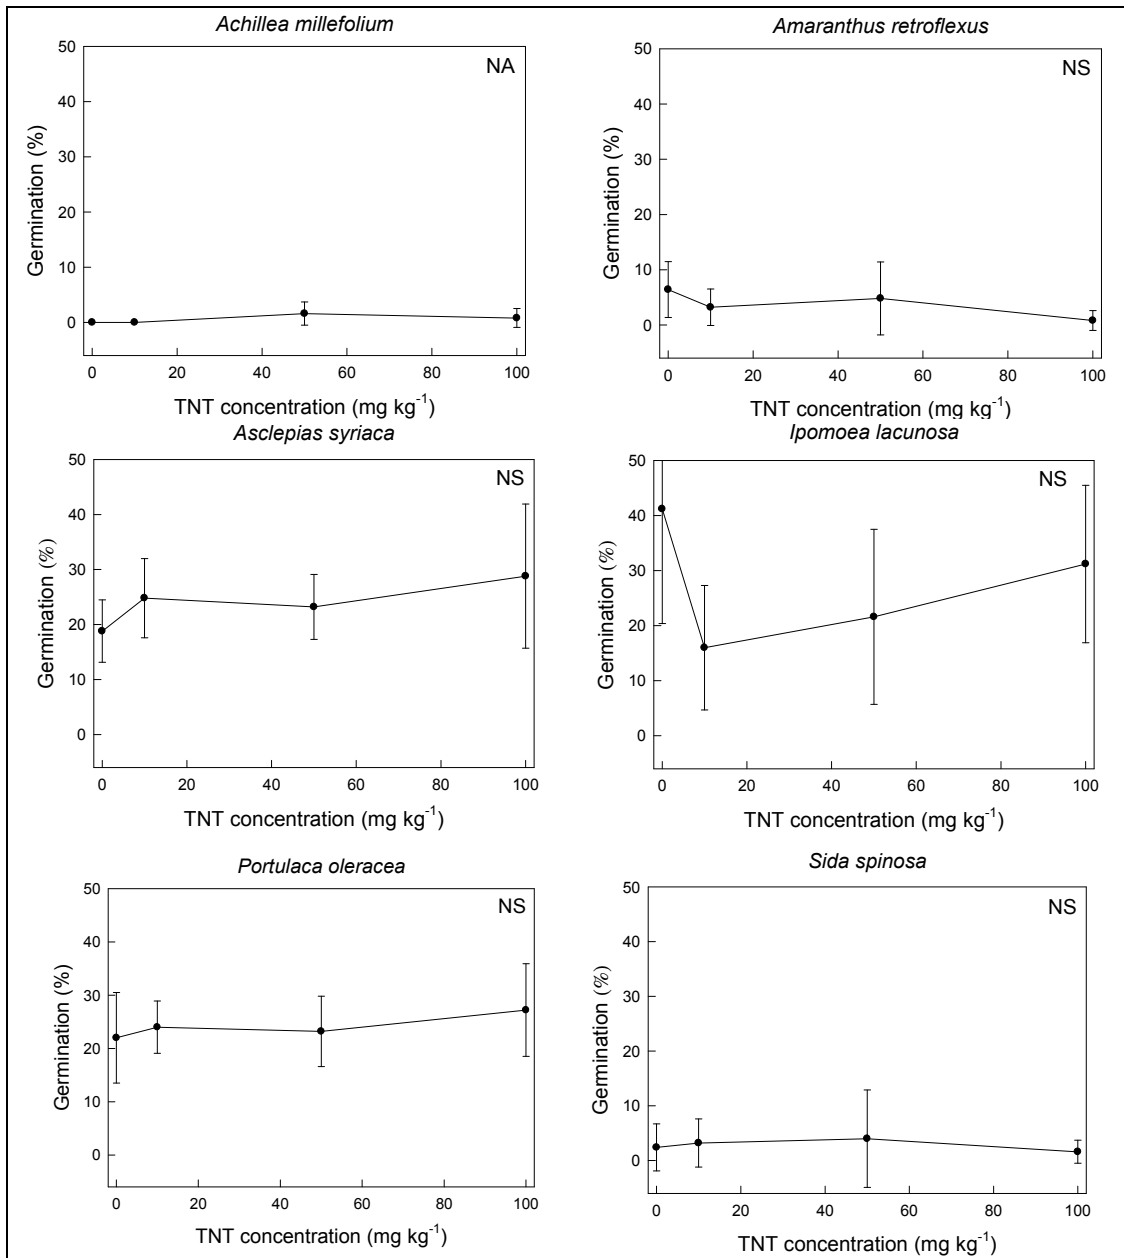 Achillea millefolium
NA
Germination (%)
50
40
30
20
10
0
0 20 40 60 80 100
TNT concentration (mg kg-1)
Amaranthus retroflexus
NS
Germination (%)
50
40
30
20
10
0
0 20 40 60 80 100
TNT concentration (mg kg-1)
Asclepias syriaca
NS
Germination (%)
50
40
30
20
10
0
0 20 40 60 80 100
TNT concentration (mg kg-1)
Ipomoea lacunosa
NS
Germination (%)
50
40
30
20
10
0
0 20 40 60 80 100
TNT concentration (mg kg-1)
Portulaca oleracea
NS
Germination (%)
50
40
30
20
10
0
0 20 40 60 80 100
TNT concentration (mg kg-1)
Sida spinosa
NS
Germination (%)
50
40
30
20
10
0
0 20 40 60 80 100
TNT concentration (mg kg-1)